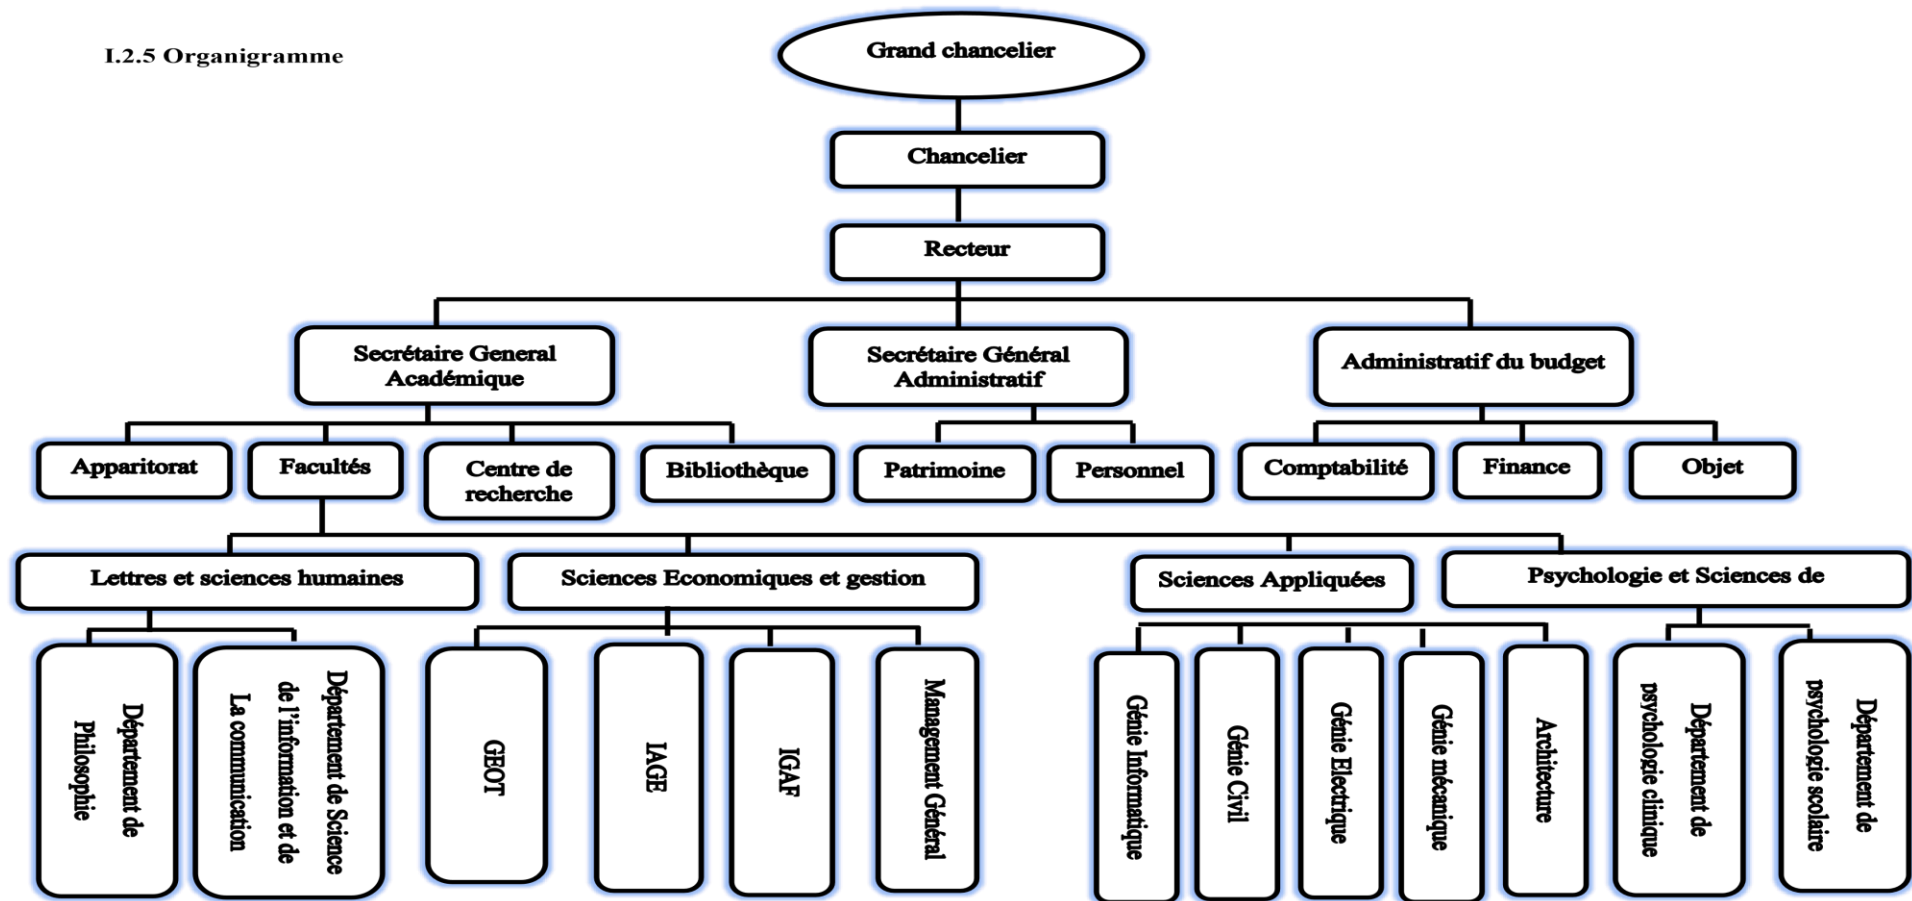 I.2.5 Organigramme
Grand chancelier
Chancelier
Recteur
Secrétaire General
Académique
Secrétaire Général
Administratif
Administratif du budget
Apparitorat
Facultés
Centre de
recherche
Bibliothèque
Patrimoine
Personnel
Comptabilité
Finance
Objet
Lettres et sciences humaines
Sciences Economiques et gestion
Sciences Appliquées
Psychologie et Sciences de
Département de
Philosophie
Département de Science
de l'information et de
La communication
GEOT
IAGE
IGAF
Management Général
Génie Informatique
Génie Civil
Génie Electrique
Génie mécanique
Architecture
Départment de
psychologie clinique
Départment de
psychologie scolaire